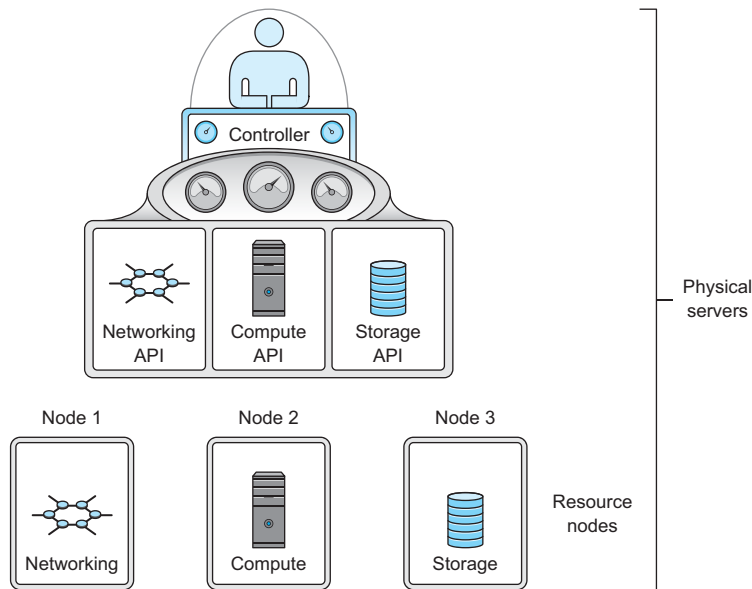 Controller
Networking
API
Compute
API
Storage
API
Physical
servers
Node 1
Node 2
Node 3
Networking
Compute
Storage
Resource
nodes